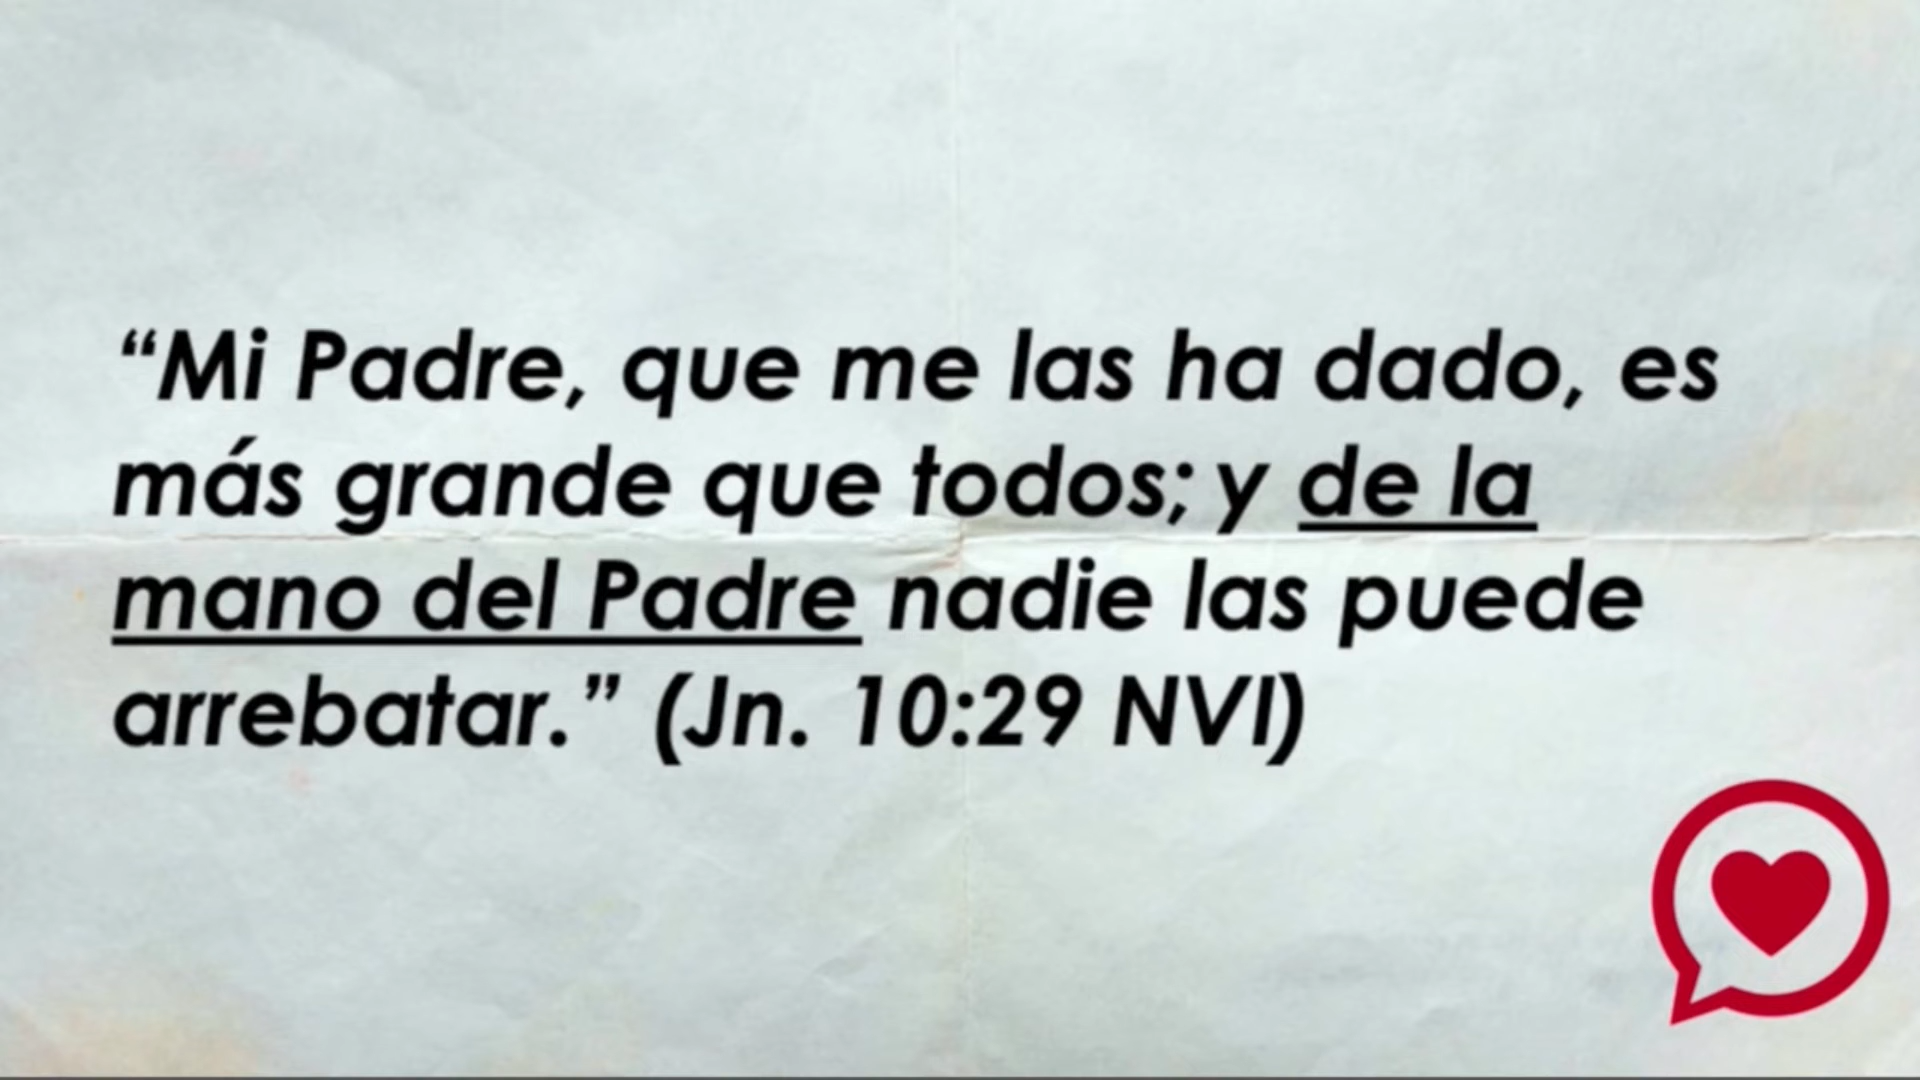 “Mi Padre, que me las ha dado, es
más grande que todos; y de la
mano del Padre nadie las puede
arrebatar.” (Jn. 10:29 NVI)